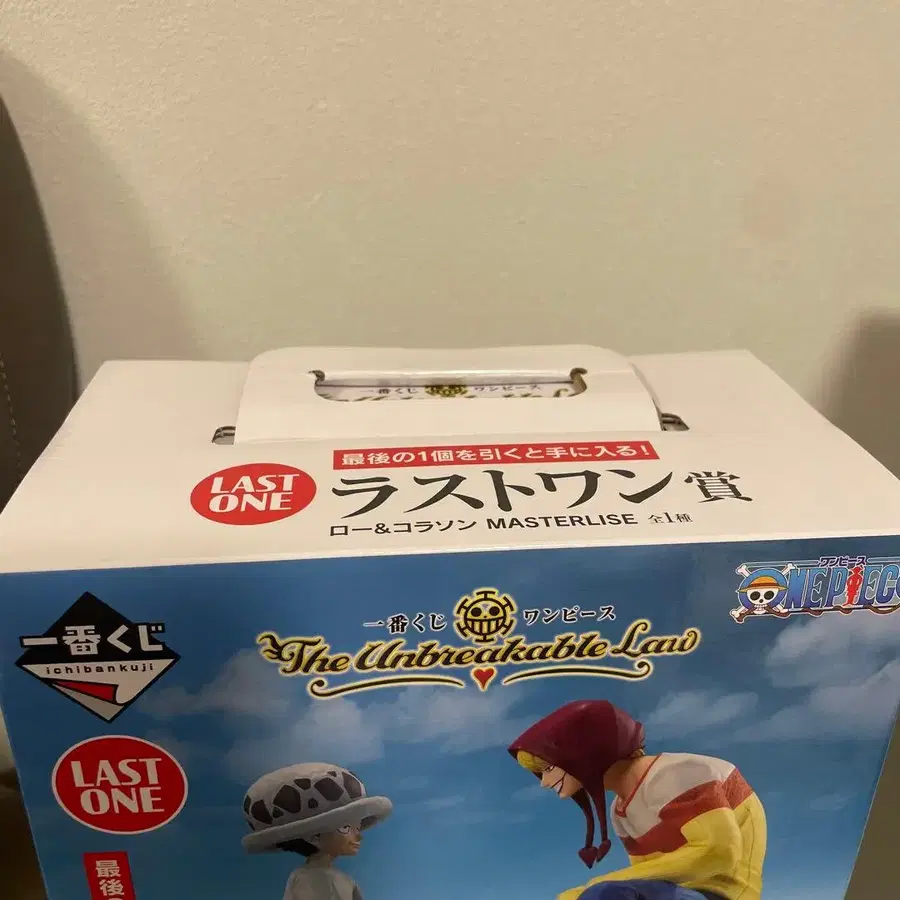 一番くじ ワンピース
最後の1個を引くと手に入る!
LAST
ONE
ラストワン賞
ロー&コラソン MASTERLISE 全1種
ワンピース
ONE PIECE
一番くじ ワンピース
The Unbreakable Law
一番くじ
ichibankuji
LAST
ONE
最後